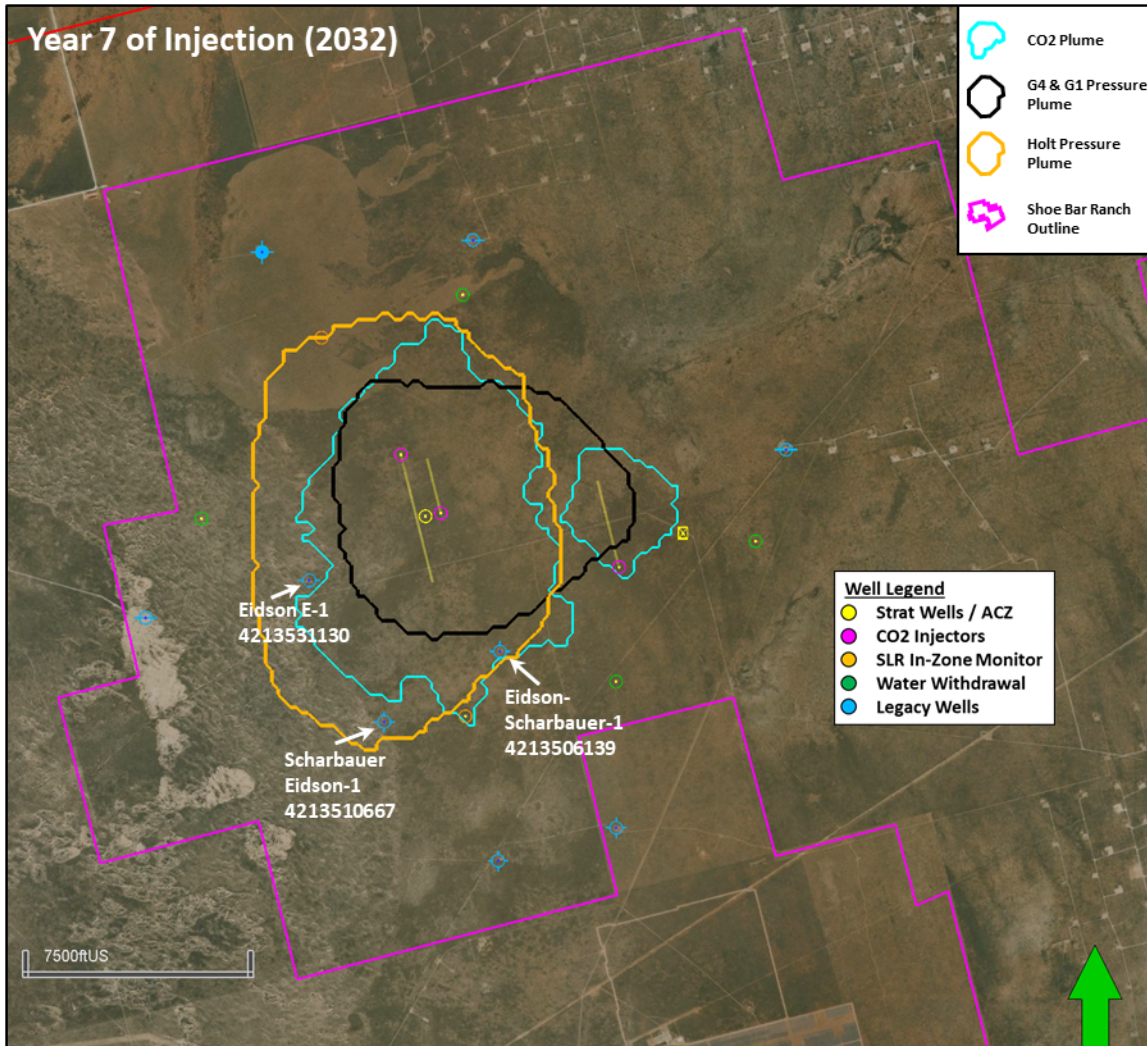 Year 7 of Injection (2032)
CO2 Plume
G4 & G1 Pressure
Plume
Holt Pressure
Plume
Shoe Bar Ranch
Outline
Eidson E-1
4213531130
Well Legend
Strat Wells / ACZ
CO2 Injectors
SLR In-Zone Monitor
Water Withdrawal
Legacy Wells
Eidson-
Scharbauer-1
4213506139
Scharbauer
Eidson-1
4213510667
7500ftUS